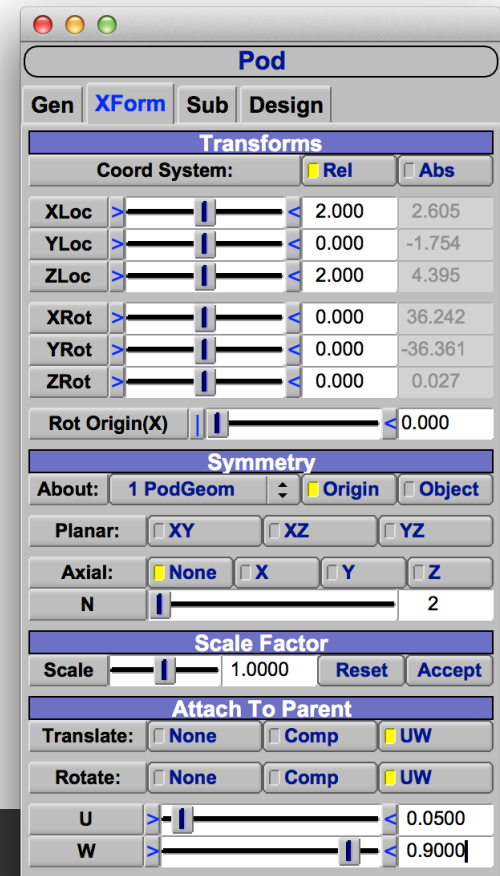 Pod
Gen XForm Sub Design
Transforms
Coord System: Rel Abs
XLoc > < 2.000 2.605
YLoc > < 0.000 -1.754
ZLoc > < 2.000 4.395
XRot > < 0.000 36.242
YRot > < 0.000 -36.361
ZRot > < 0.000 0.027
Rot Origin(X) | < 0.000
Symmetry
About: 1 PodGeom Origin Object
Planar: XY XZ YZ
Axial: None X Y Z
N 2
Scale Factor
Scale 1.0000 Reset Accept
Attach To Parent
Translate: None Comp UW
Rotate: None Comp UW
U > < 0.0500
W > < 0.9000